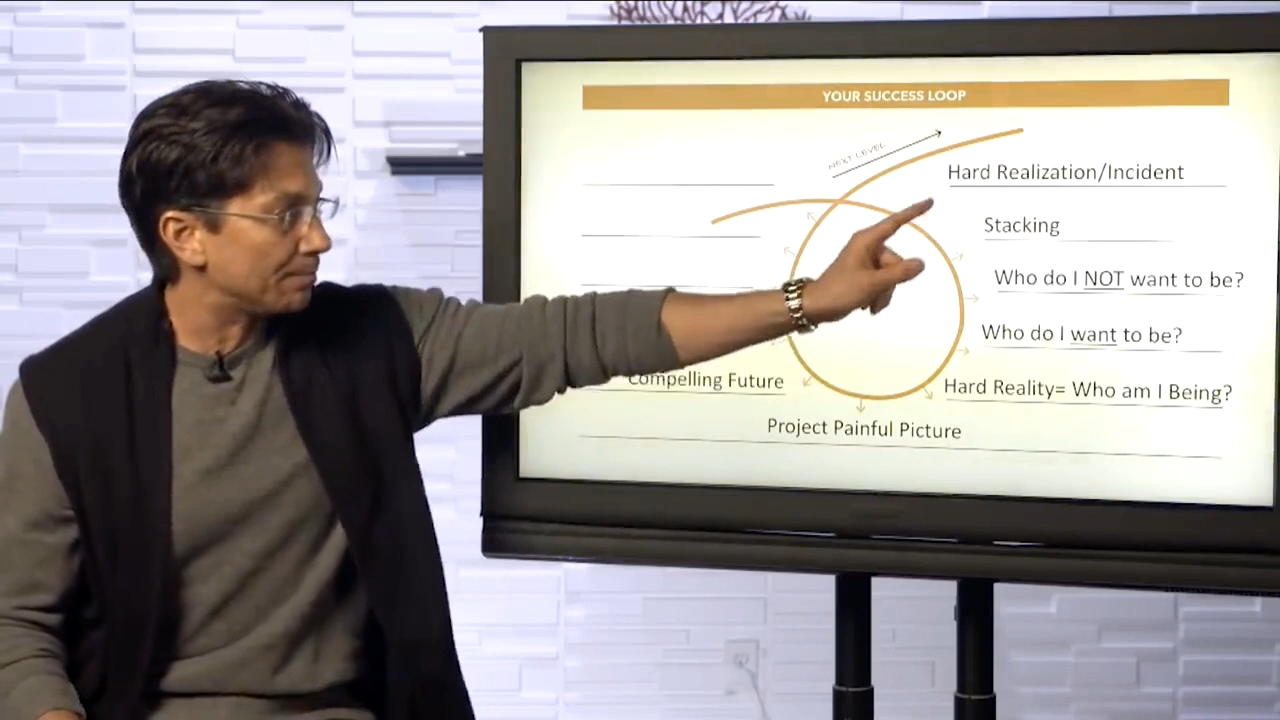 YOUR SUCCESS LOOP
NEXT LEVEL
Hard Realization/Incident
Stacking
Who do I NOT want to be?
Who do I want to be?
Compelling Future
Hard Reality= Who am I Being?
Project Painful Picture